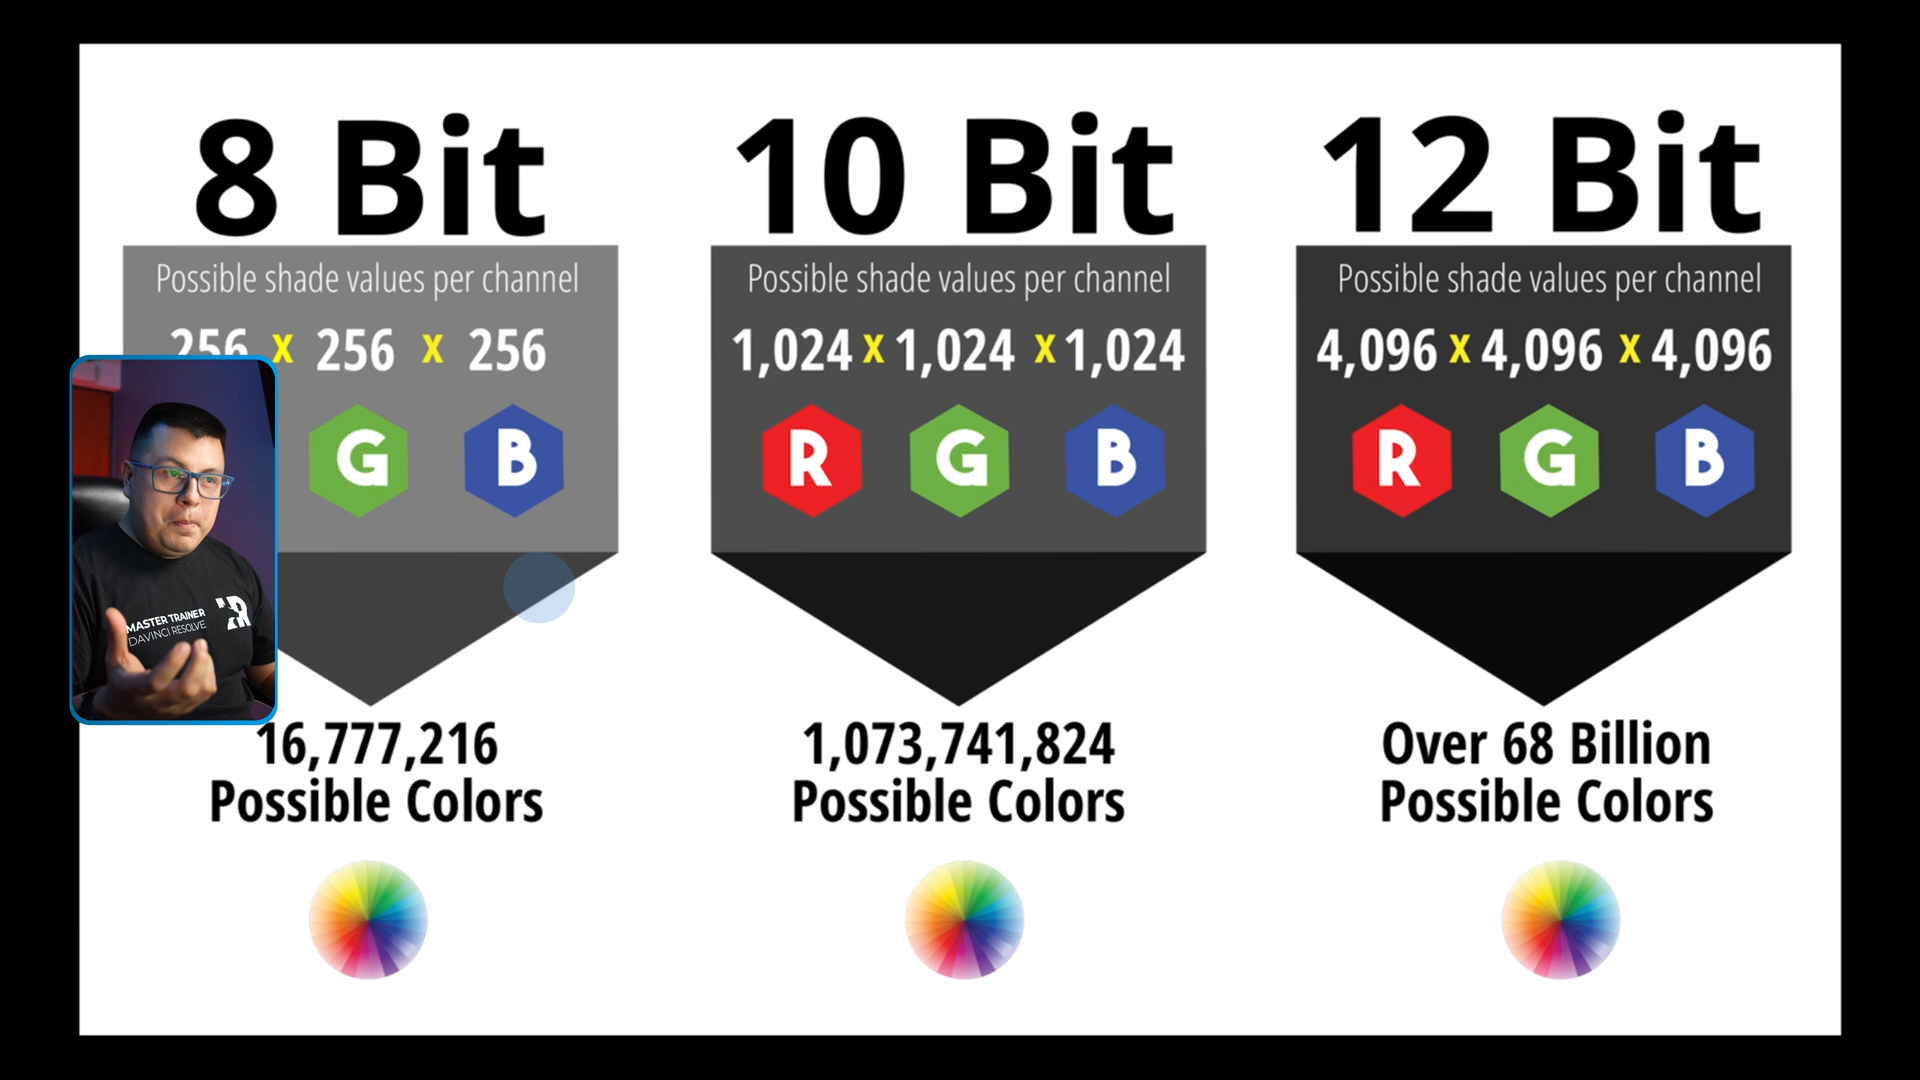 8 Bit
Possible shade values per channel
256 x 256 x 256
G B
16,777,216
Possible Colors
10 Bit
Possible shade values per channel
1,024 x 1,024 x 1,024
R G B
1,073,741,824
Possible Colors
12 Bit
Possible shade values per channel
4,096 x 4,096 x 4,096
R G B
Over 68 Billion
Possible Colors
MASTER TRAINER
DAVINCI RESOLVE